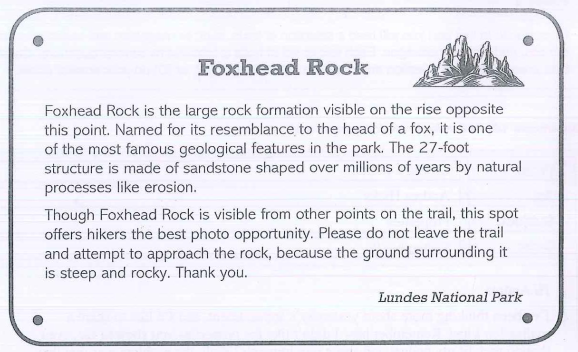 Foxhead Rock
Foxhead Rock is the large rock formation visible on the rise opposite
this point. Named for its resemblance to the head of a fox, it is one
of the most famous geological features in the park. The 27-foot
structure is made of sandstone shaped over millions of years by natural
processes like erosion.
Though Foxhead Rock is visible from other points on the trail, this spot
offers hikers the best photo opportunity. Please do not leave the trail
and attempt to approach the rock, because the ground surrounding it
is steep and rocky. Thank you.
Lundes National Park